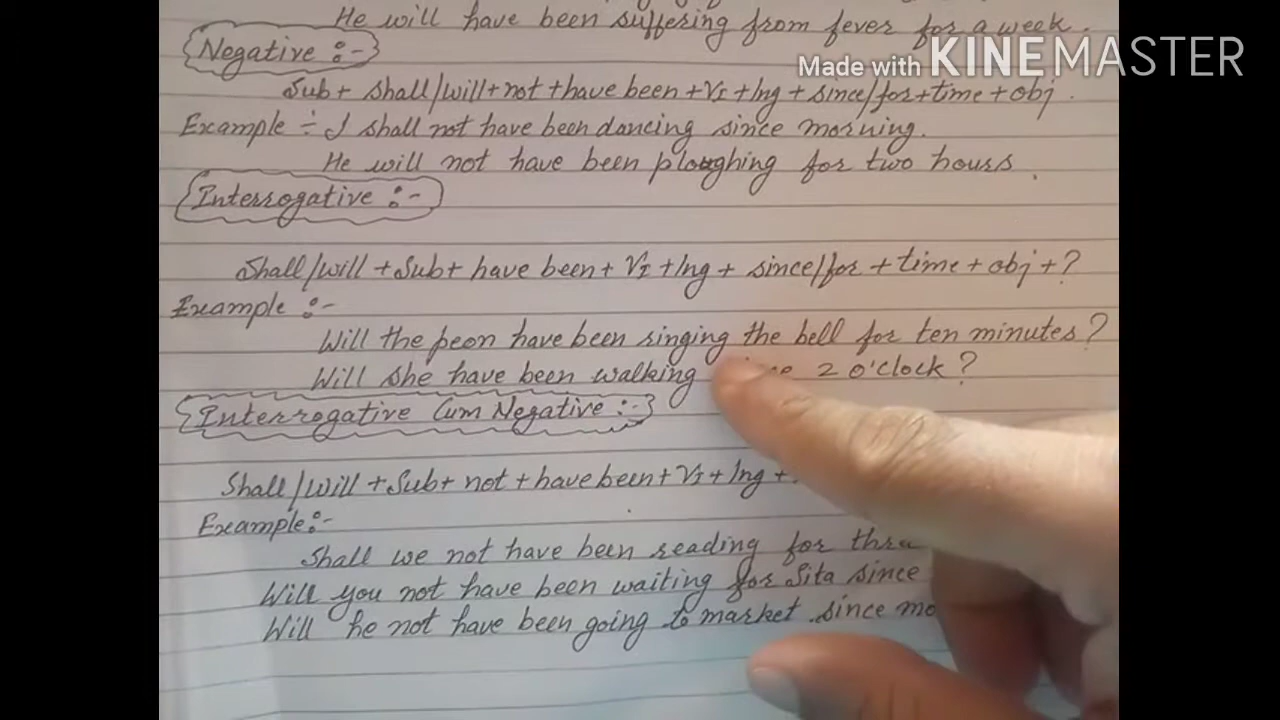 He will have been suffering from fever for a week.
Made with KINEMASTER
Negative :-
Sub + shall/will + not + have been + V1 + Ing + since/for + time + obj.
Example ÷ I shall not have been dancing since morning.
He will not have been ploughing for two hours.
Interrogative :-
Shall/will + Sub + have been + VI + Ing + since/for + time + obj + ?
Example :-
Will the peon have been singing the bell for ten minutes?
Will she have been walking 2 o'clock?
Interrogative Cum Negative :-
Shall/will + Sub + not + have been + V1 + Ing +
Example :-
Shall we not have been reading for
Will you not have been waiting for Sita since
Will he not have been going to market since